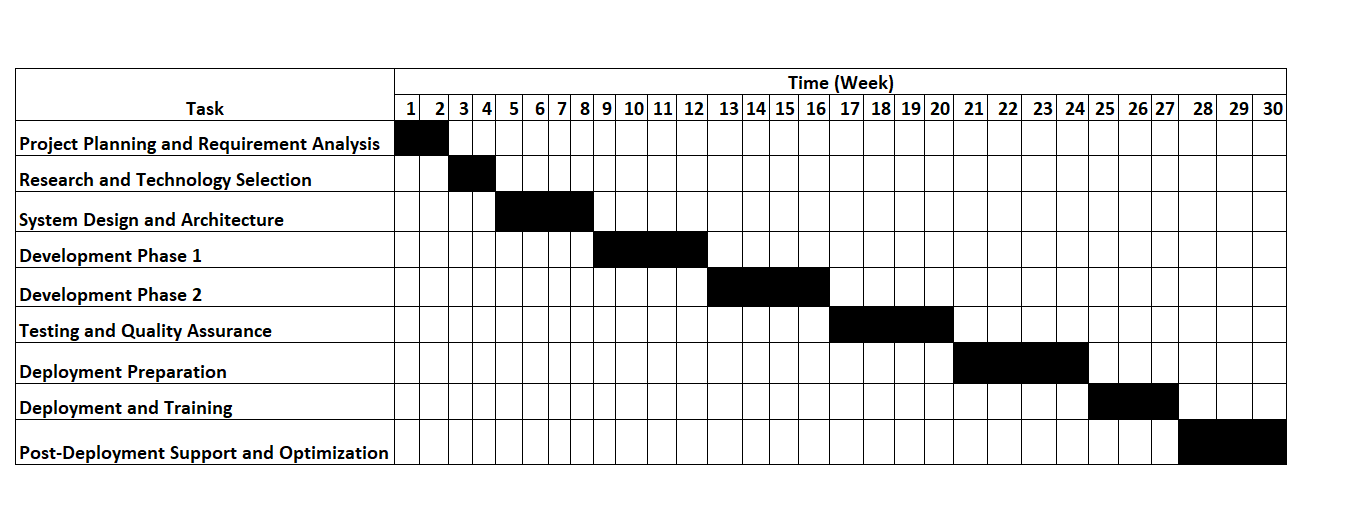 Time (Week)
Task
1 2 3 4 5 6 7 8 9 10 11 12 13 14 15 16 17 18 19 20 21 22 23 24 25 26 27 28 29 30
Project Planning and Requirement Analysis
Research and Technology Selection
System Design and Architecture
Development Phase 1
Development Phase 2
Testing and Quality Assurance
Deployment Preparation
Deployment and Training
Post-Deployment Support and Optimization